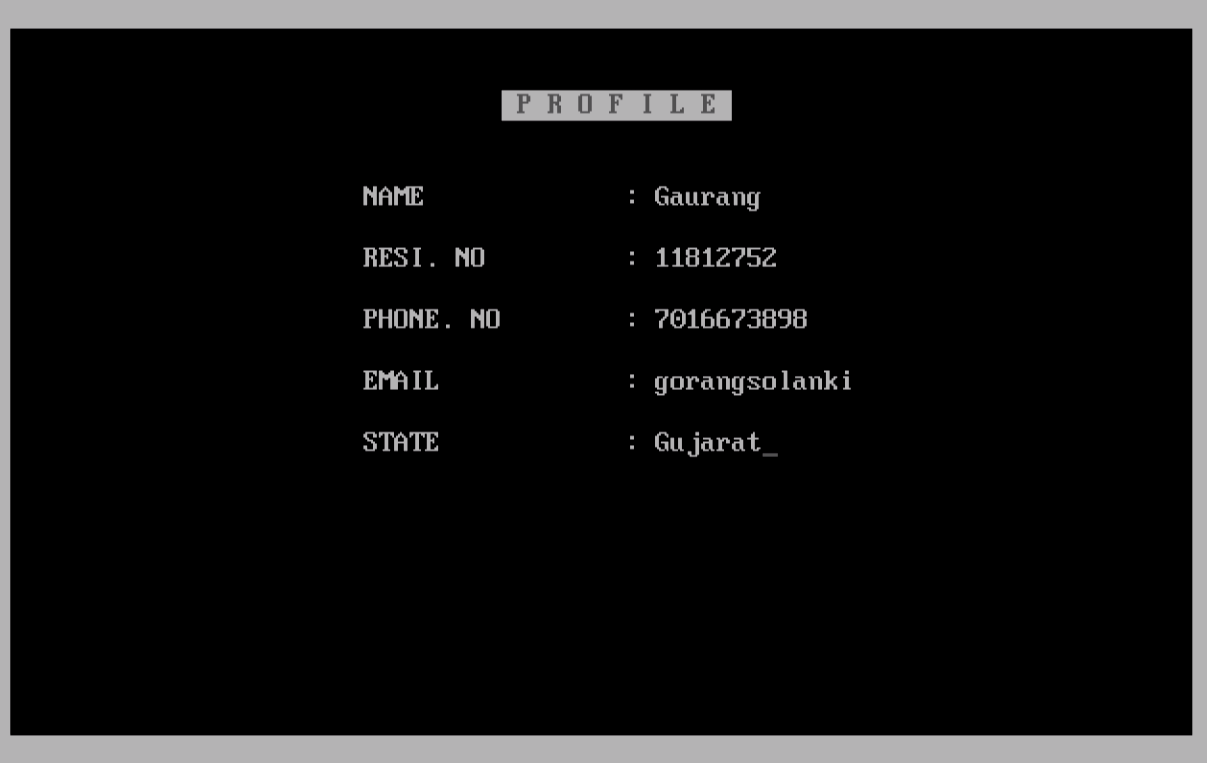 P R O F I L E
NAME : Gaurang
RESI. NO : 11812752
PHONE. NO : 7016673898
EMAIL : gorangsolanki
STATE : Gujarat_